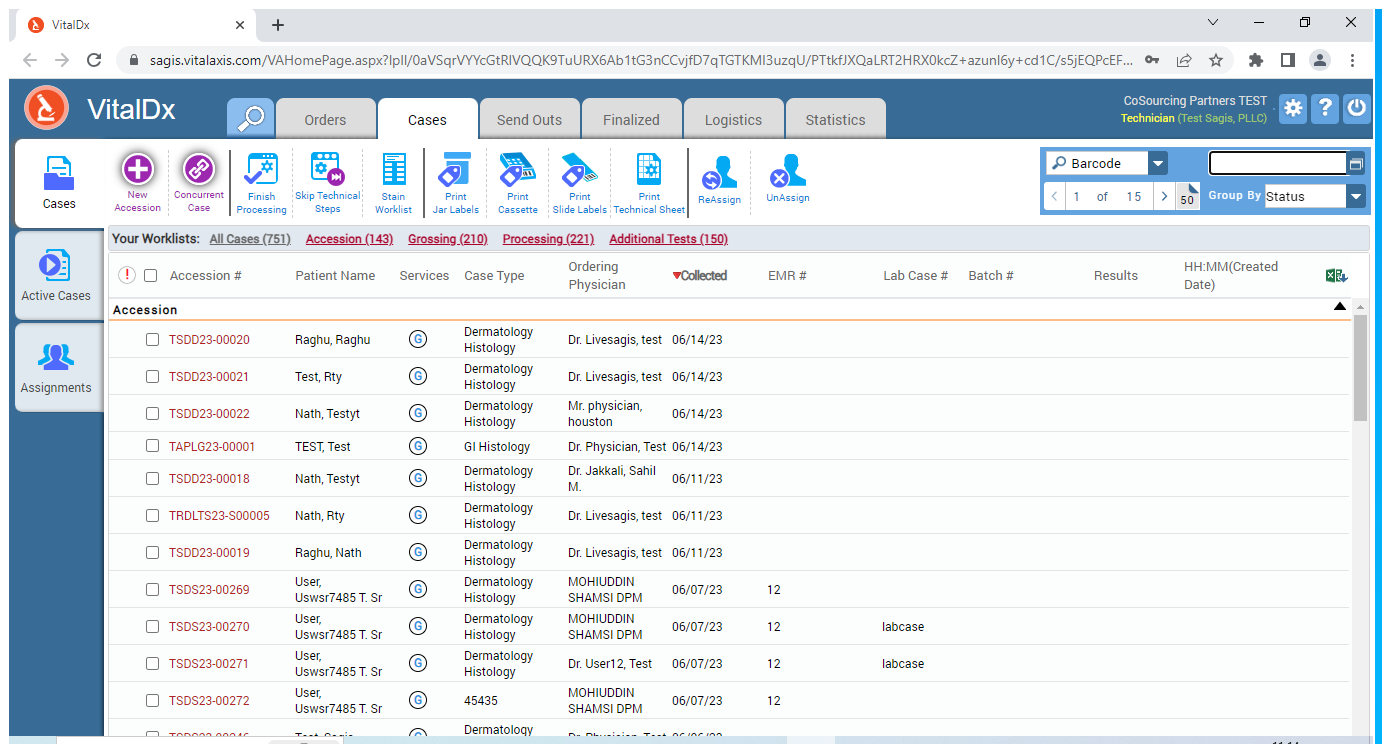 VitalDx
sagis.vitalaxis.com/VAHomePage.aspx?lpII/0aVSqrVYYcGtRlVQQK9TuURX6Ab1tG3nCCvjfD7qTGTKMI3uzqU/PTtkfJXQaLRT2HRX0kcZ+azunI6y+cd1C/s5jEQPcEF...
VitalDx
Orders
Cases
Send Outs
Finalized
Logistics
Statistics
CoSourcing Partners TEST
Technician (Test Sagis, PLLC)
Cases
New Accession
Concurrent Case
Finish Processing
Skip Technical Steps
Stain Worklist
Print Jar Labels
Print Cassette
Print Slide Labels
Print Technical Sheet
ReAssign
UnAssign
Barcode
1 of 15
50
Group By Status
Active Cases
Assignments
Your Worklists: All Cases (751) Accession (143) Grossing (210) Processing (221) Additional Tests (150)
Accession # Patient Name Services Case Type Ordering Physician Collected EMR # Lab Case # Batch # Results HH:MM(Created Date)
Accession
TSDD23-00020 Raghu, Raghu G Dermatology Histology Dr. Livesagis, test 06/14/23
TSDD23-00021 Test, Rty G Dermatology Histology Dr. Livesagis, test 06/14/23
TSDD23-00022 Nath, Testyt G Dermatology Histology Mr. physician, houston 06/14/23
TAPLG23-00001 TEST, Test G GI Histology Dr. Physician, Test 06/14/23
TSDD23-00018 Nath, Testyt G Dermatology Histology Dr. Jakkali, Sahil M. 06/11/23
TRDLTS23-S00005 Nath, Rty G Dermatology Histology Dr. Livesagis, test 06/11/23
TSDD23-00019 Raghu, Nath G Dermatology Histology Dr. Livesagis, test 06/11/23
TSDS23-00269 User, Uswsr7485 T. Sr G Dermatology Histology MOHIUDDIN SHAMSI DPM 06/07/23 12
TSDS23-00270 User, Uswsr7485 T. Sr G Dermatology Histology MOHIUDDIN SHAMSI DPM 06/07/23 12 labcase
TSDS23-00271 User, Uswsr7485 T. Sr G Dermatology Histology Dr. User12, Test 06/07/23 12 labcase
TSDS23-00272 User, Uswsr7485 T. Sr G 45435 MOHIUDDIN SHAMSI DPM 06/07/23 12
Dermatology